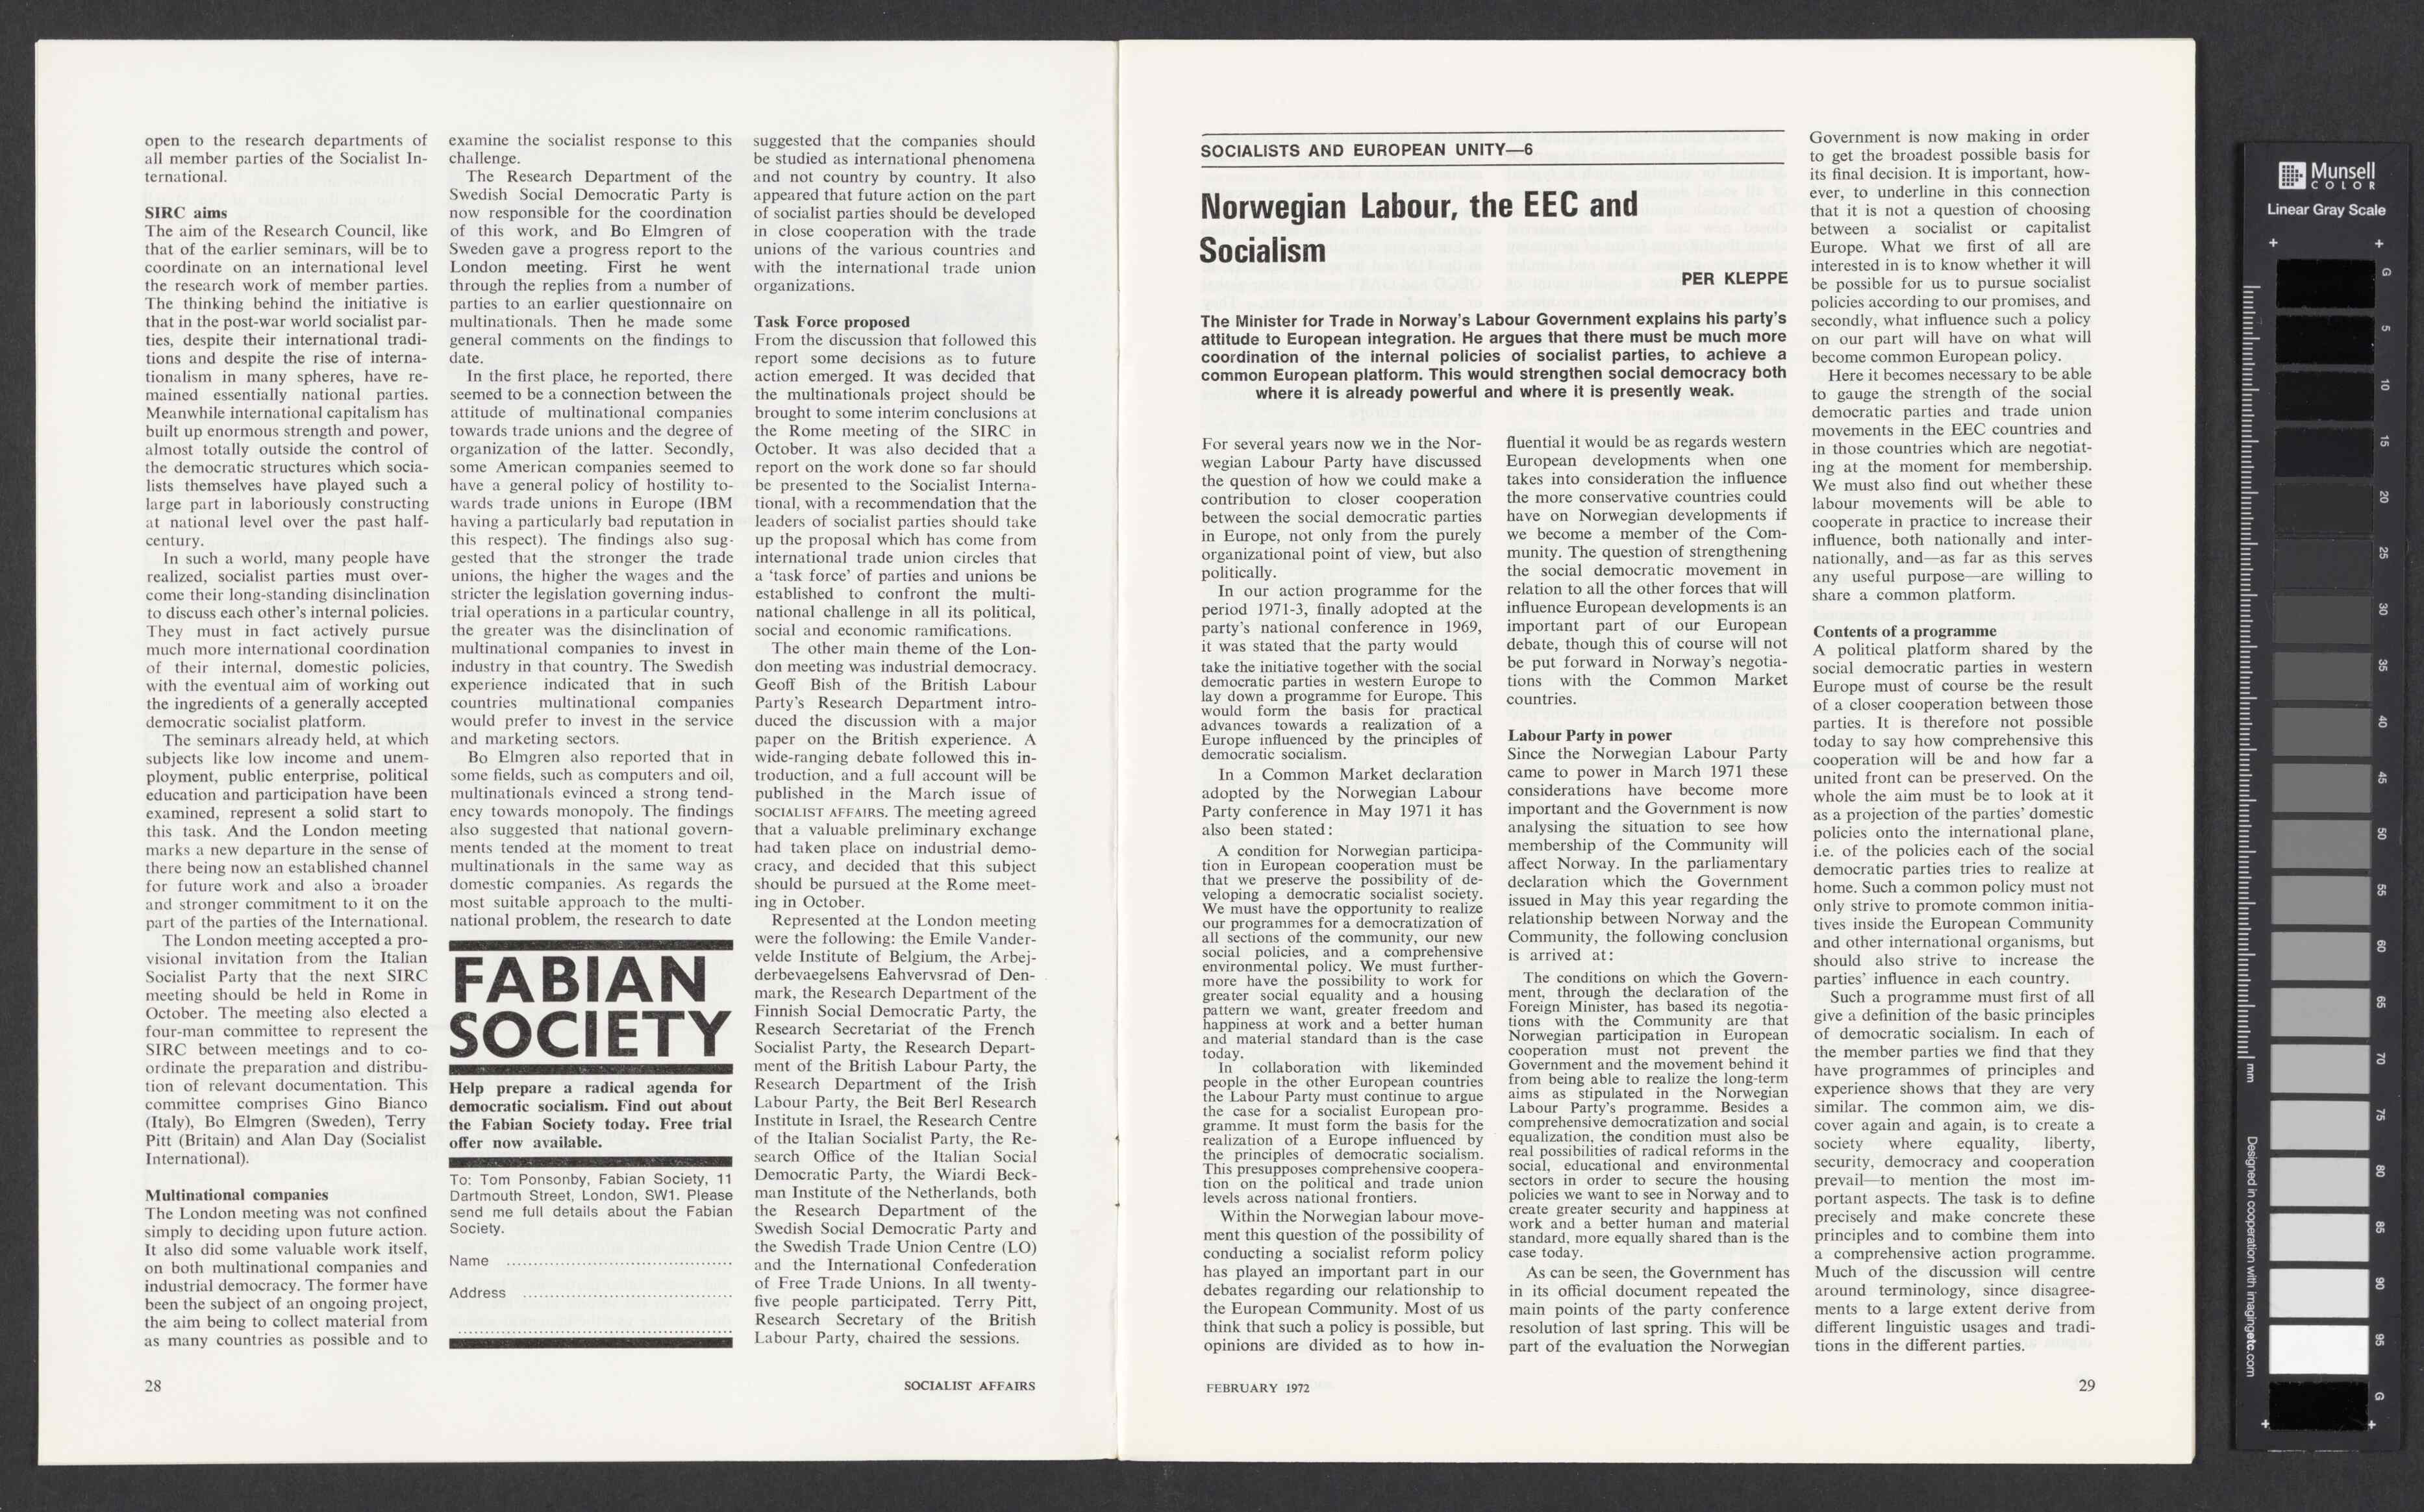 open to the research departments of
all member parties of the Socialist In-
ternational.
SIRC aims
The aim of the Research Council, like
that of the earlier seminars, will be to
coordinate on an international level
the research work of member parties.
The thinking behind the initiative is
that in the post-war world socialist par-
ties, despite their international tradi-
tions and despite the rise of interna-
tionalism in many spheres, have re-
mained essentially national parties.
Meanwhile international capitalism has
built up enormous strength and power,
almost totally outside the control of
the democratic structures which socia-
lists themselves have played such a
large part in laboriously constructing
at national level over the past half-
century.
In such a world, many people have
realized, socialist parties must over-
come their long-standing disinclination
to discuss each other's internal policies.
They must in fact actively pursue
much more international coordination
of their internal, domestic policies,
with the eventual aim of working out
the ingredients of a generally accepted
democratic socialist platform.
The seminars already held, at which
subjects like low income and unem-
ployment, public enterprise, political
education and participation have been
examined, represent a solid start to
this task. And the London meeting
marks a new departure in the sense of
there being now an established channel
for future work and also a broader
and stronger commitment to it on the
part of the parties of the International.
The London meeting accepted a pro-
visional invitation from the Italian
Socialist Party that the next SIRC
meeting should be held in Rome in
October. The meeting also elected a
four-man committee to represent the
SIRC between meetings and to co-
ordinate the preparation and distribu-
tion of relevant documentation. This
committee comprises Gino Bianco
(Italy), Bo Elmgren (Sweden), Terry
Pitt (Britain) and Alan Day (Socialist
International).
Multinational companies
The London meeting was not confined
simply to deciding upon future action.
It also did some valuable work itself,
on both multinational companies and
industrial democracy. The former have
been the subject of an ongoing project,
the aim being to collect material from
as many countries as possible and to
examine the socialist response to this
challenge.
The Research Department of the
Swedish Social Democratic Party is
now responsible for the coordination
of this work, and Bo Elmgren of
Sweden gave a progress report to the
London meeting. First he went
through the replies from a number of
parties to an earlier questionnaire on
multinationals. Then he made some
general comments on the findings to
date.
In the first place, he reported, there
seemed to be a connection between the
attitude of multinational companies
towards trade unions and the degree of
organization of the latter. Secondly,
some American companies seemed to
have a general policy of hostility to-
wards trade unions in Europe (IBM
having a particularly bad reputation in
this respect). The findings also sug-
gested that the stronger the trade
unions, the higher the wages and the
stricter the legislation governing indus-
trial operations in a particular country,
the greater was the disinclination of
multinational companies to invest in
industry in that country. The Swedish
experience indicated that in such
countries multinational companies
would prefer to invest in the service
and marketing sectors.
Bo Elmgren also reported that in
some fields, such as computers and oil,
multinationals evinced a strong tend-
ency towards monopoly. The findings
also suggested that national govern-
ments tended at the moment to treat
multinationals in the same way as
domestic companies. As regards the
most suitable approach to the multi-
national problem, the research to date
FABIAN
SOCIETY
Help prepare a radical agenda for
democratic socialism. Find out about
the Fabian Society today. Free trial
offer now available.
To: Tom Ponsonby, Fabian Society, 11
Dartmouth Street, London, SW1. Please
send me full details about the Fabian
Society.
Name
Address
suggested that the companies should
be studied as international phenomena
and not country by country. It also
appeared that future action on the part
of socialist parties should be developed
in close cooperation with the trade
unions of the various countries and
with the international trade union
organizations.
Task Force proposed
From the discussion that followed this
report some decisions as to future
action emerged. It was decided that
the multinationals project should be
brought to some interim conclusions at
the Rome meeting of the SIRC in
October. It was also decided that a
report on the work done so far should
be presented to the Socialist Interna-
tional, with a recommendation that the
leaders of socialist parties should take
up the proposal which has come from
international trade union circles that
a 'task force' of parties and unions be
established to confront the multi-
national challenge in all its political,
social and economic ramifications.
The other main theme of the Lon-
don meeting was industrial democracy.
Geoff Bish of the British Labour
Party's Research Department intro-
duced the discussion with a major
paper on the British experience. A
wide-ranging debate followed this in-
troduction, and a full account will be
published in the March issue of
SOCIALIST AFFAIRS. The meeting agreed
that a valuable preliminary exchange
had taken place on industrial demo-
cracy, and decided that this subject
should be pursued at the Rome meet-
ing in October.
Represented at the London meeting
were the following: the Emile Vander-
velde Institute of Belgium, the Arbej-
derbevaegelsens Eahvervsrad of Den-
mark, the Research Department of the
Finnish Social Democratic Party, the
Research Secretariat of the French
Socialist Party, the Research Depart-
ment of the British Labour Party, the
Research Department of the Irish
Labour Party, the Beit Berl Research
Institute in Israel, the Research Centre
of the Italian Socialist Party, the Re-
search Office of the Italian Social
Democratic Party, the Wiardi Beck-
man Institute of the Netherlands, both
the Research Department of the
Swedish Social Democratic Party and
the Swedish Trade Union Centre (LO)
and the International Confederation
of Free Trade Unions. In all twenty-
five people participated. Terry Pitt,
Research Secretary of the British
Labour Party, chaired the sessions.
28
SOCIALIST AFFAIRS
SOCIALISTS AND EUROPEAN UNITY—6
Norwegian Labour, the EEC and
Socialism
PER KLEPPE
The Minister for Trade in Norway's Labour Government explains his party's
attitude to European integration. He argues that there must be much more
coordination of the internal policies of socialist parties, to achieve a
common European platform. This would strengthen social democracy both
where it is already powerful and where it is presently weak.
For several years now we in the Nor-
wegian Labour Party have discussed
the question of how we could make a
contribution to closer cooperation
between the social democratic parties
in Europe, not only from the purely
organizational point of view, but also
politically.
In our action programme for the
period 1971-3, finally adopted at the
party's national conference in 1969,
it was stated that the party would
take the initiative together with the social
democratic parties in western Europe to
lay down a programme for Europe. This
would form the basis for practical
advances towards a realization of a
Europe influenced by the principles of
democratic socialism.
In a Common Market declaration
adopted by the Norwegian Labour
Party conference in May 1971 it has
also been stated:
A condition for Norwegian participa-
tion in European cooperation must be
that we preserve the possibility of de-
veloping a democratic socialist society.
We must have the opportunity to realize
our programmes for a democratization of
all sections of the community, our new
social policies, and a comprehensive
environmental policy. We must further-
more have the possibility to work for
greater social equality and a housing
pattern we want, greater freedom and
happiness at work and a better human
and material standard than is the case
today.
In collaboration with likeminded
people in the other European countries
the Labour Party must continue to argue
the case for a socialist European pro-
gramme. It must form the basis for the
realization of a Europe influenced by
the principles of democratic socialism.
This presupposes comprehensive coopera-
tion on the political and trade union
levels across national frontiers.
Within the Norwegian labour move-
ment this question of the possibility of
conducting a socialist reform policy
has played an important part in our
debates regarding our relationship to
the European Community. Most of us
think that such a policy is possible, but
opinions are divided as to how in-
fluential it would be as regards western
European developments when one
takes into consideration the influence
the more conservative countries could
have on Norwegian developments if
we become a member of the Com-
munity. The question of strengthening
the social democratic movement in
relation to all the other forces that will
influence European developments is an
important part of our European
debate, though this of course will not
be put forward in Norway's negotia-
tions with the Common Market
countries.
Labour Party in power
Since the Norwegian Labour Party
came to power in March 1971 these
considerations have become more
important and the Government is now
analysing the situation to see how
membership of the Community will
affect Norway. In the parliamentary
declaration which the Government
issued in May this year regarding the
relationship between Norway and the
Community, the following conclusion
is arrived at:
The conditions on which the Govern-
ment, through the declaration of the
Foreign Minister, has based its negotia-
tions with the Community are that
Norwegian participation in European
cooperation must not prevent the
Government and the movement behind it
from being able to realize the long-term
aims as stipulated in the Norwegian
Labour Party's programme. Besides a
comprehensive democratization and social
equalization, the condition must also be
real possibilities of radical reforms in the
social, educational and environmental
sectors in order to secure the housing
policies we want to see in Norway and to
create greater security and happiness at
work and a better human and material
standard, more equally shared than is the
case today.
As can be seen, the Government has
in its official document repeated the
main points of the party conference
resolution of last spring. This will be
part of the evaluation the Norwegian
Government is now making in order
to get the broadest possible basis for
its final decision. It is important, how-
ever, to underline in this connection
that it is not a question of choosing
between a socialist or capitalist
Europe. What we first of all are
interested in is to know whether it will
be possible for us to pursue socialist
policies according to our promises, and
secondly, what influence such a policy
on our part will have on what will
become common European policy.
Here it becomes necessary to be able
to gauge the strength of the social
democratic parties and trade union
movements in the EEC countries and
in those countries which are negotiat-
ing at the moment for membership.
We must also find out whether these
labour movements will be able to
cooperate in practice to increase their
influence, both nationally and inter-
nationally, and—as far as this serves
any useful purpose—are willing to
share a common platform.
Contents of a programme
A political platform shared by the
social democratic parties in western
Europe must of course be the result
of a closer cooperation between those
parties. It is therefore not possible
today to say how comprehensive this
cooperation will be and how far a
united front can be preserved. On the
whole the aim must be to look at it
as a projection of the parties' domestic
policies onto the international plane,
i.e. of the policies each of the social
democratic parties tries to realize at
home. Such a common policy must not
only strive to promote common initia-
tives inside the European Community
and other international organisms, but
should also strive to increase the
parties' influence in each country.
Such a programme must first of all
give a definition of the basic principles
of democratic socialism. In each of
the member parties we find that they
have programmes of principles and
experience shows that they are very
similar. The common aim, we dis-
cover again and again, is to create a
society where equality, liberty,
security, democracy and cooperation
prevail—to mention the most im-
portant aspects. The task is to define
precisely and make concrete these
principles and to combine them into
a comprehensive action programme.
Much of the discussion will centre
around terminology, since disagree-
ments to a large extent derive from
different linguistic usages and tradi-
tions in the different parties.
FEBRUARY 1972
29
Munsell
COLOR
Linear Gray Scale
G
5
10
15
20
25
30
35
40
45
50
55
60
65
70
75
80
85
90
95
G
mm
Designed in cooperation with imagingetc.com